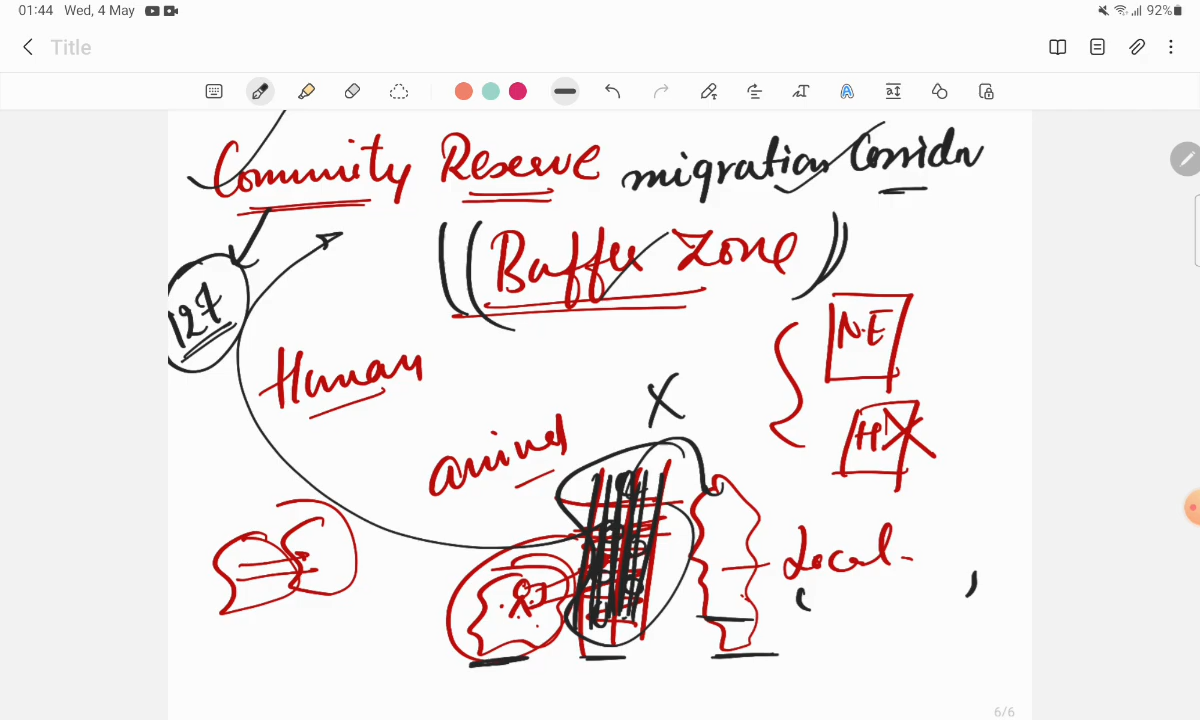 01:44 Wed, 4 May 92%
Title
Community Reserve migration Corridor
Buffer Zone
127
N.E
Human
H
animal
Local
6/6